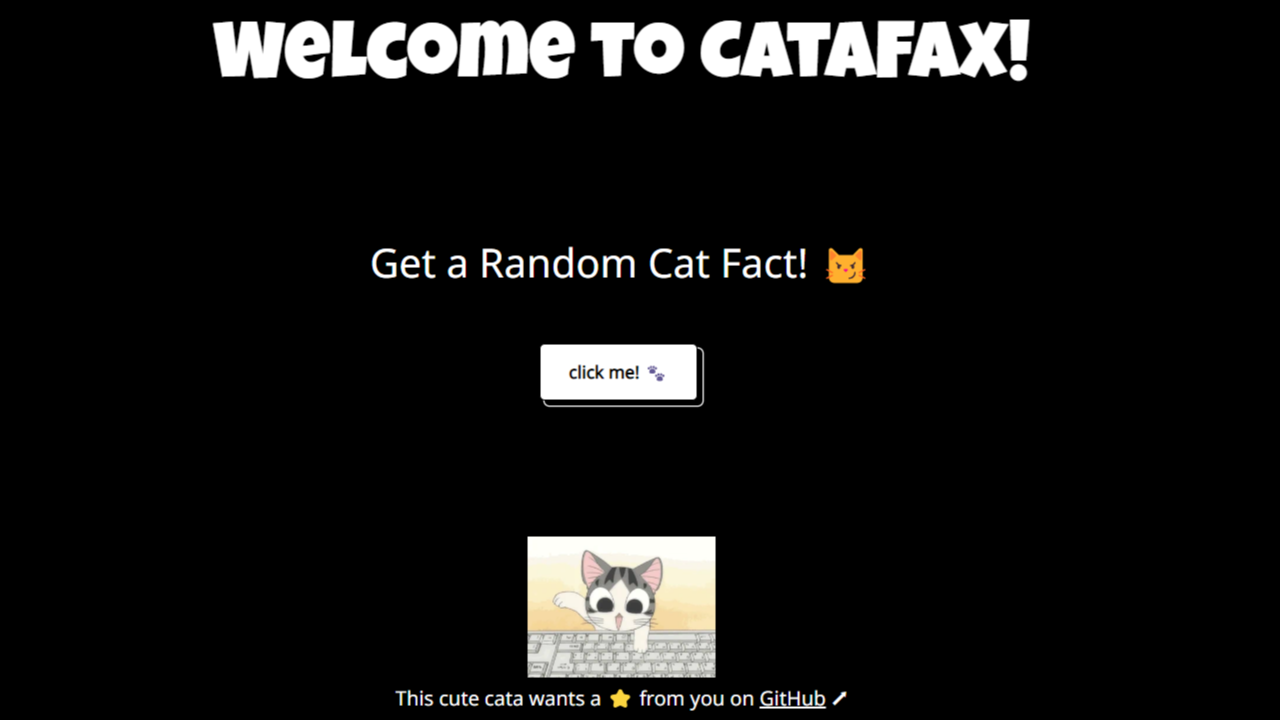 WeLcome To CATAFAX!
Get a Random Cat Fact! 😼
click me! 🐾
This cute cata wants a ⭐ from you on GitHub ⬈